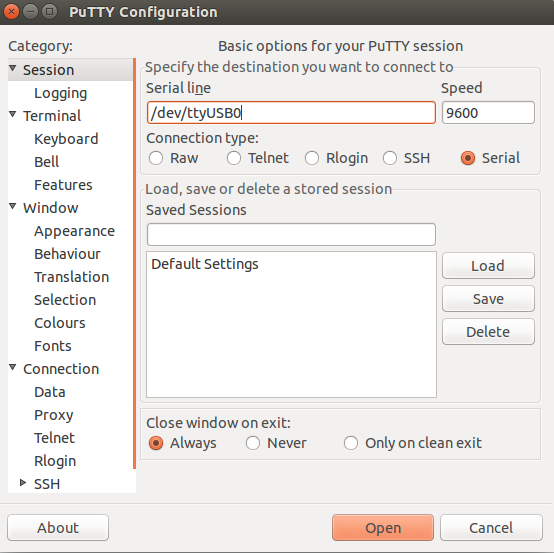 PuTTY Configuration
Category:
Session
Logging
Terminal
Keyboard
Bell
Features
Window
Appearance
Behaviour
Translation
Selection
Colours
Fonts
Connection
Data
Proxy
Telnet
Rlogin
SSH
Basic options for your PuTTY session
Specify the destination you want to connect to
Serial line Speed
/dev/ttyUSB0 9600
Connection type:
Raw Telnet Rlogin SSH Serial
Load, save or delete a stored session
Saved Sessions
Default Settings
Load
Save
Delete
Close window on exit:
Always Never Only on clean exit
About Open Cancel